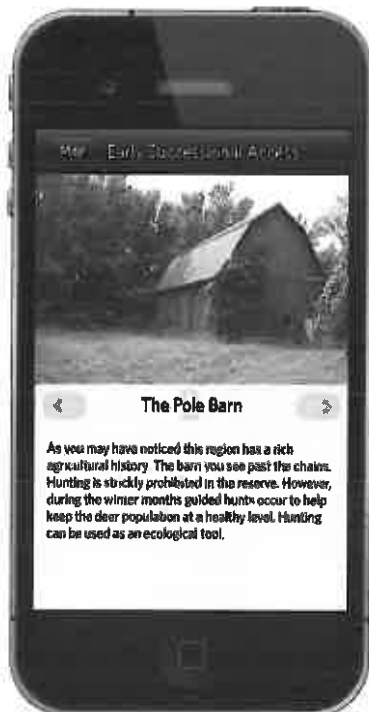 Map Early Successional
The Pole Barn
As you may have noticed this region has a rich
agricultural history. The barn you see past the chains.
Hunting is strickly prohibited in the reserve. However,
during the winter months guided hunts occur to help
keep the deer population at a healthy level. Hunting
can be used as an ecological tool.